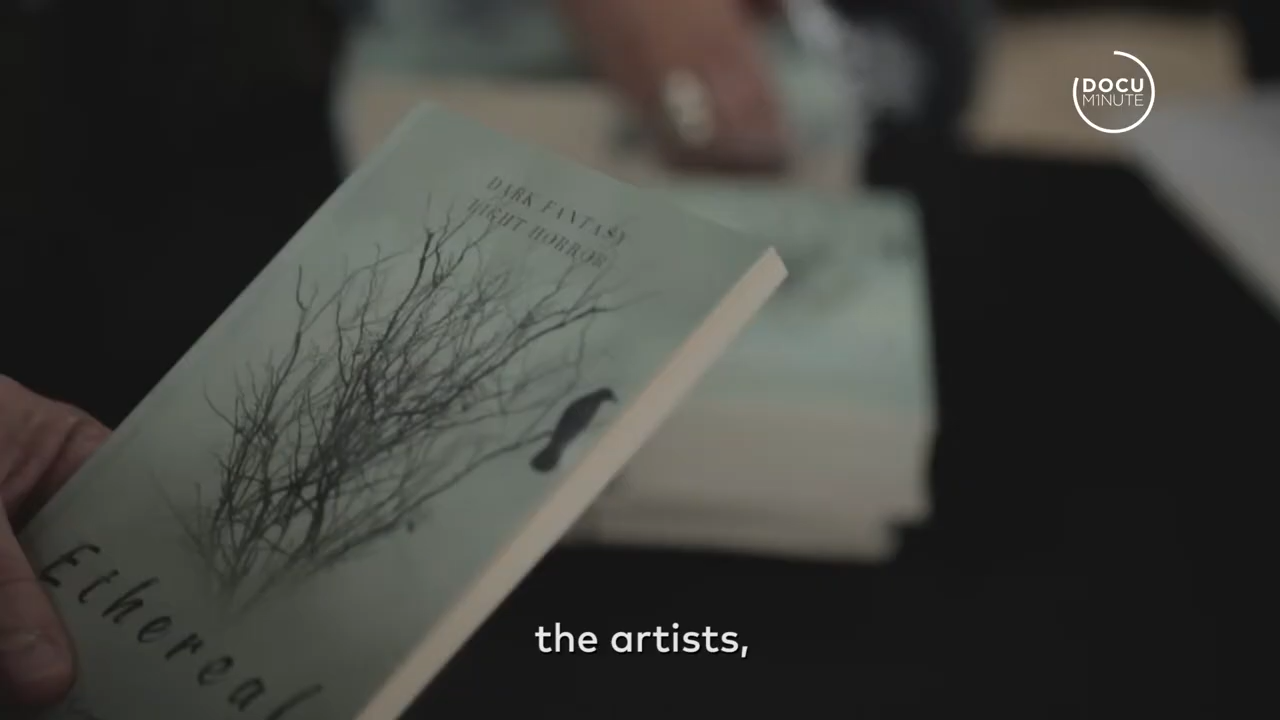 DOCU
M1NUTE
DARK FANTASY
LIGHT HORROR
Ethereal
the artists,